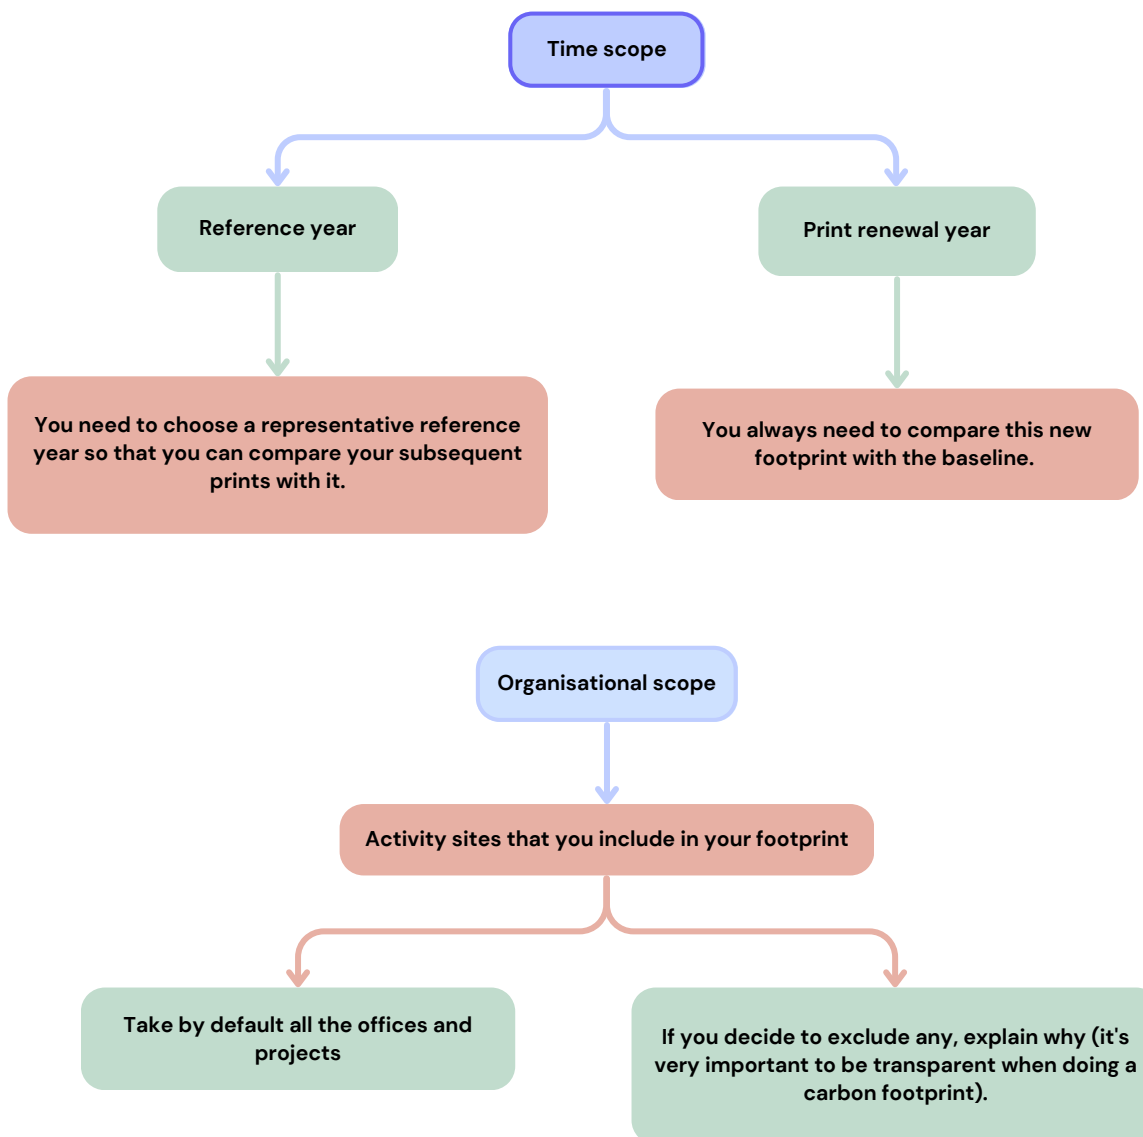 Time scope
Reference year
Print renewal year
You need to choose a representative reference
year so that you can compare your subsequent
prints with it.
You always need to compare this new
footprint with the baseline.
Organisational scope
Activity sites that you include in your footprint
Take by default all the offices and
projects
If you decide to exclude any, explain why (it's
very important to be transparent when doing a
carbon footprint).